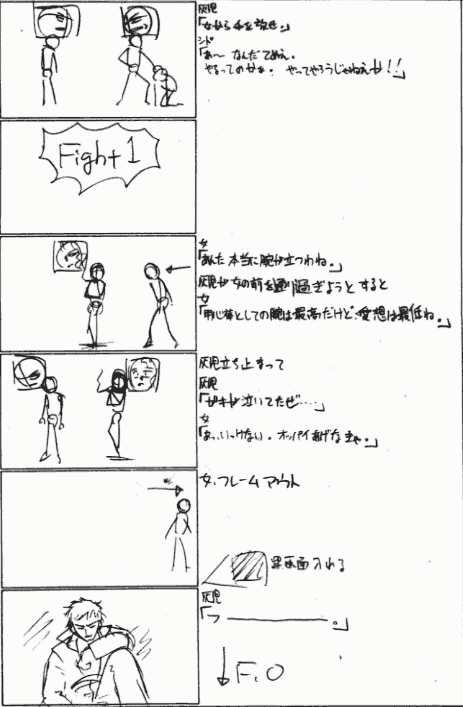 灰児
「女から手を放せ。」
シド
「あ〜 なんだてめえ。
やるってのか。 やってやろうじゃねえか!!」
Fight 1
女
「あんた本当に腕が立つわね。」
灰児が女の前を通り過ぎようとすると
女
「用心棒としての腕は最高だけど、愛想は最低ね。」
灰児立ち止まって
灰児
「ガキが泣いてたぜ‥‥」
女
「あっ、いっけない。オッパイあげなきゃ。」
女、フレームアウト
画面入れる
灰児
「フ―――。」
F.O